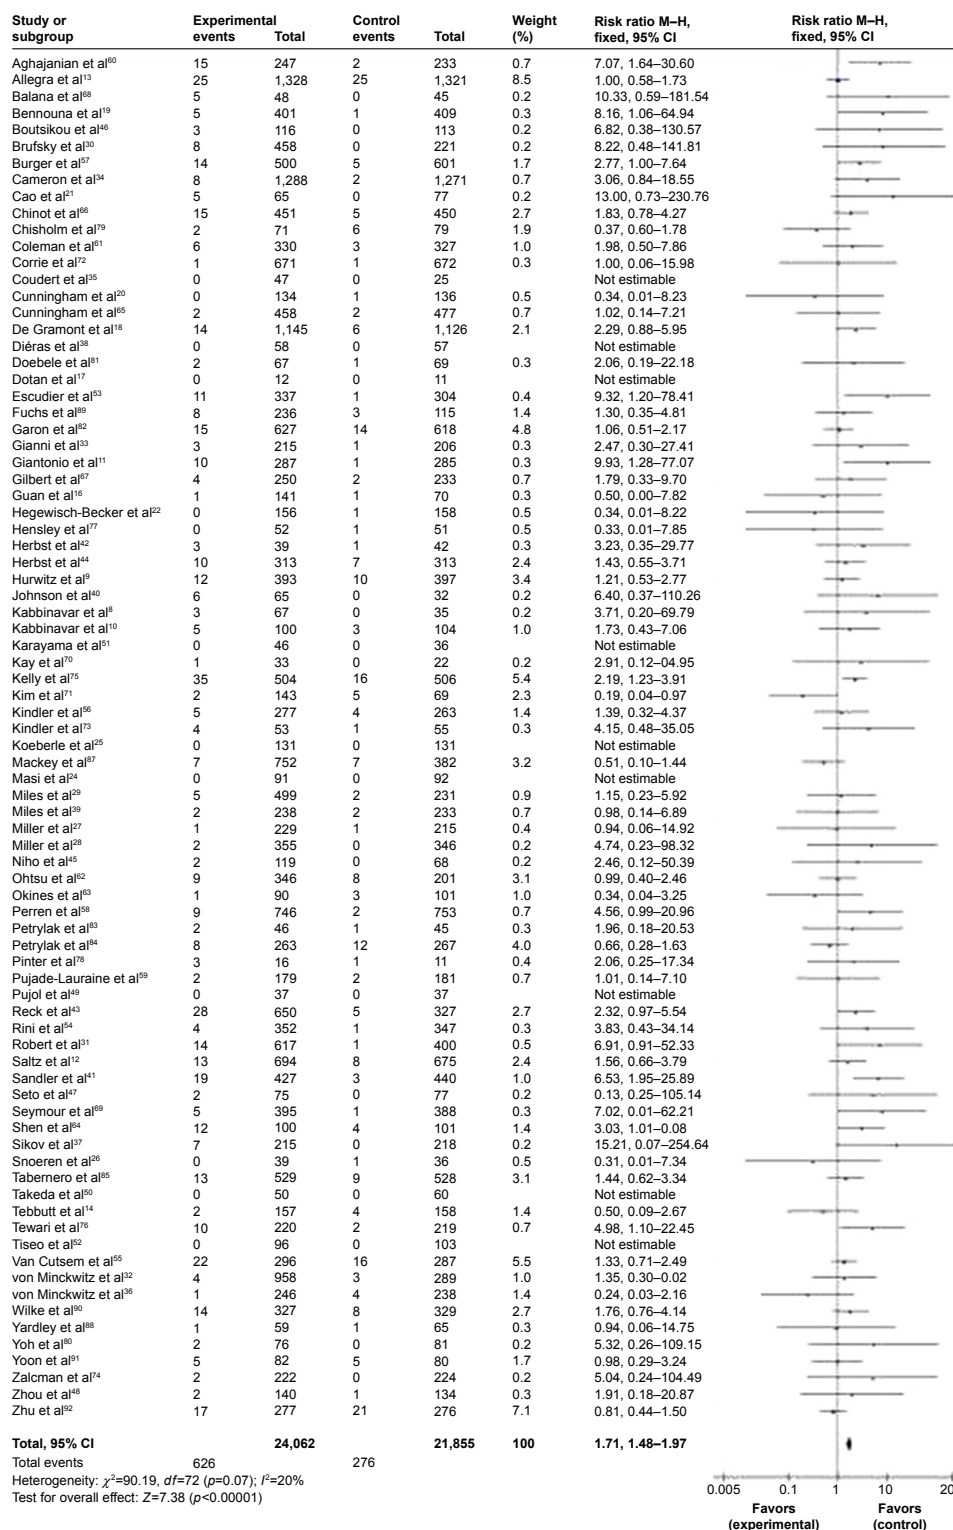 Study or subgroup Experimental events Total Control events Total Weight (%) Risk ratio M–H, fixed, 95% CI Risk ratio M–H, fixed, 95% CI
Aghajanian et al60 15 247 2 233 0.7 7.07, 1.64–30.60
Allegra et al13 25 1,328 25 1,321 8.5 1.00, 0.58–1.73
Balana et al68 5 48 0 45 0.2 10.33, 0.59–181.54
Bennouna et al19 5 401 1 409 0.3 8.16, 1.06–64.94
Boutsikou et al46 3 116 0 113 0.2 6.82, 0.38–130.57
Brufsky et al30 8 458 0 221 0.2 8.22, 0.48–141.81
Burger et al57 14 500 5 601 1.7 2.77, 1.00–7.64
Cameron et al34 8 1,288 2 1,271 0.7 3.06, 0.84–18.55
Cao et al21 5 65 0 77 0.2 13.00, 0.73–230.76
Chinot et al66 15 451 5 450 2.7 1.83, 0.78–4.27
Chisholm et al79 2 71 6 79 1.9 0.37, 0.60–1.78
Coleman et al61 6 330 3 327 1.0 1.98, 0.50–7.86
Corrie et al72 1 671 1 672 0.3 1.00, 0.06–15.98
Coudert et al35 0 47 0 25 Not estimable
Cunningham et al20 0 134 1 136 0.5 0.34, 0.01–8.23
Cunningham et al65 2 458 2 477 0.7 1.02, 0.14–7.21
De Gramont et al18 14 1,145 6 1,126 2.1 2.29, 0.88–5.95
Diéras et al38 0 58 0 57 Not estimable
Doebele et al81 2 67 1 69 0.3 2.06, 0.19–22.18
Dotan et al17 0 12 0 11 Not estimable
Escudier et al53 11 337 1 304 0.4 9.32, 1.20–78.41
Fuchs et al89 8 236 3 115 1.4 1.30, 0.35–4.81
Garon et al82 15 627 14 618 4.8 1.06, 0.51–2.17
Gianni et al33 3 215 1 206 0.3 2.47, 0.30–27.41
Giantonio et al11 10 287 1 285 0.3 9.93, 1.28–77.07
Gilbert et al67 4 250 2 233 0.7 1.79, 0.33–9.70
Guan et al16 1 141 1 70 0.3 0.50, 0.00–7.82
Hegewisch-Becker et al22 0 156 1 158 0.5 0.34, 0.01–8.22
Hensley et al77 0 52 1 51 0.5 0.33, 0.01–7.85
Herbst et al42 3 39 1 42 0.3 3.23, 0.35–29.77
Herbst et al44 10 313 7 313 2.4 1.43, 0.55–3.71
Hurwitz et al9 12 393 10 397 3.4 1.21, 0.53–2.77
Johnson et al40 6 65 0 32 0.2 6.40, 0.37–110.26
Kabbinavar et al8 3 67 0 35 0.2 3.71, 0.20–69.79
Kabbinavar et al10 5 100 3 104 1.0 1.73, 0.43–7.06
Karayama et al51 0 46 0 36 Not estimable
Kay et al70 1 33 0 22 0.2 2.91, 0.12–04.95
Kelly et al75 35 504 16 506 5.4 2.19, 1.23–3.91
Kim et al71 2 143 5 69 2.3 0.19, 0.04–0.97
Kindler et al56 5 277 4 263 1.4 1.39, 0.32–4.37
Kindler et al73 4 53 1 55 0.3 4.15, 0.48–35.05
Koeberle et al25 0 131 0 131 Not estimable
Mackey et al87 7 752 7 382 3.2 0.51, 0.10–1.44
Masi et al24 0 91 0 92 Not estimable
Miles et al29 5 499 2 231 0.9 1.15, 0.23–5.92
Miles et al39 2 238 2 233 0.7 0.98, 0.14–6.89
Miller et al27 1 229 1 215 0.4 0.94, 0.06–14.92
Miller et al28 2 355 0 346 0.2 4.74, 0.23–98.32
Niho et al45 2 119 0 68 0.2 2.46, 0.12–50.39
Ohtsu et al62 9 346 8 201 3.1 0.99, 0.40–2.46
Okines et al63 1 90 3 101 1.0 0.34, 0.04–3.25
Perren et al58 9 746 2 753 0.7 4.56, 0.99–20.96
Petrylak et al83 2 46 1 45 0.3 1.96, 0.18–20.53
Petrylak et al84 8 263 12 267 4.0 0.66, 0.28–1.63
Pinter et al78 3 16 1 11 0.4 2.06, 0.25–17.34
Pujade-Lauraine et al59 2 179 2 181 0.7 1.01, 0.14–7.10
Pujol et al49 0 37 0 37 Not estimable
Reck et al43 28 650 5 327 2.7 2.32, 0.97–5.54
Rini et al54 4 352 1 347 0.3 3.83, 0.43–34.14
Robert et al31 14 617 1 400 0.5 6.91, 0.91–52.33
Saltz et al12 13 694 8 675 2.4 1.56, 0.66–3.79
Sandler et al41 19 427 3 440 1.0 6.53, 1.95–25.89
Seto et al47 2 75 0 77 0.2 0.13, 0.25–105.14
Seymour et al69 5 395 1 388 0.3 7.02, 0.01–62.21
Shen et al64 12 100 4 101 1.4 3.03, 1.01–0.08
Sikov et al37 7 215 0 218 0.2 15.21, 0.07–254.64
Snoeren et al26 0 39 1 36 0.5 0.31, 0.01–7.34
Tabernero et al85 13 529 9 528 3.1 1.44, 0.62–3.34
Takeda et al50 0 50 0 60 Not estimable
Tebbutt et al14 2 157 4 158 1.4 0.50, 0.09–2.67
Tewari et al76 10 220 2 219 0.7 4.98, 1.10–22.45
Tiseo et al52 0 96 0 103 Not estimable
Van Cutsem et al55 22 296 16 287 5.5 1.33, 0.71–2.49
von Minckwitz et al32 4 958 3 289 1.0 1.35, 0.30–0.02
von Minckwitz et al36 1 246 4 238 1.4 0.24, 0.03–2.16
Wilke et al90 14 327 8 329 2.7 1.76, 0.76–4.14
Yardley et al88 1 59 1 65 0.3 0.94, 0.06–14.75
Yoh et al80 2 76 0 81 0.2 5.32, 0.26–109.15
Yoon et al91 5 82 5 80 1.7 0.98, 0.29–3.24
Zalcman et al74 2 222 0 224 0.2 5.04, 0.24–104.49
Zhou et al48 2 140 1 134 0.3 1.91, 0.18–20.87
Zhu et al92 17 277 21 276 7.1 0.81, 0.44–1.50
Total, 95% CI 24,062 21,855 100 1.71, 1.48–1.97
Total events 626 276
Heterogeneity: χ²=90.19, df=72 (p=0.07); I²=20%
Test for overall effect: Z=7.38 (p<0.00001)
0.005 0.1 1 10 20
Favors (experimental) Favors (control)